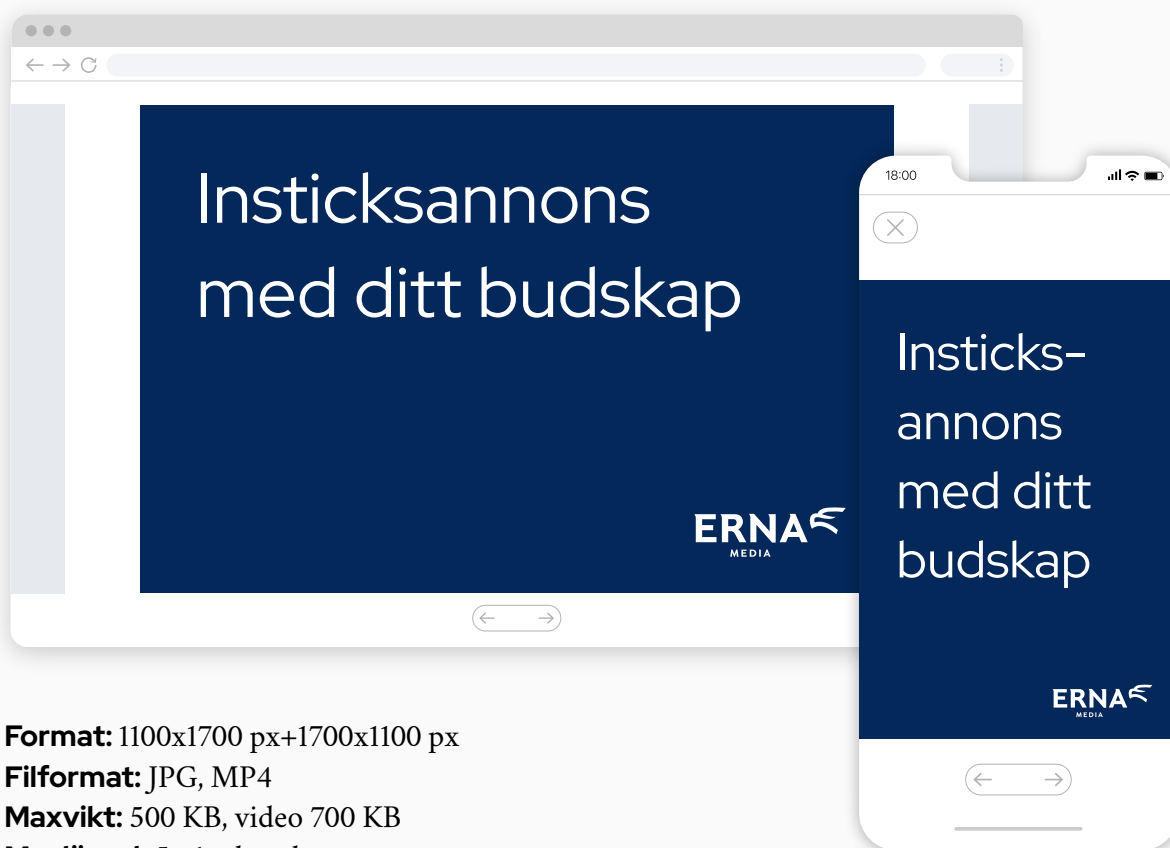 Insticksannons
med ditt budskap
ERNA
MEDIA
18:00
Insticks-
annons
med ditt
budskap
ERNA
MEDIA
Format: 1100x1700 px+1700x1100 px
Filformat: JPG, MP4
Maxvikt: 500 KB, video 700 KB